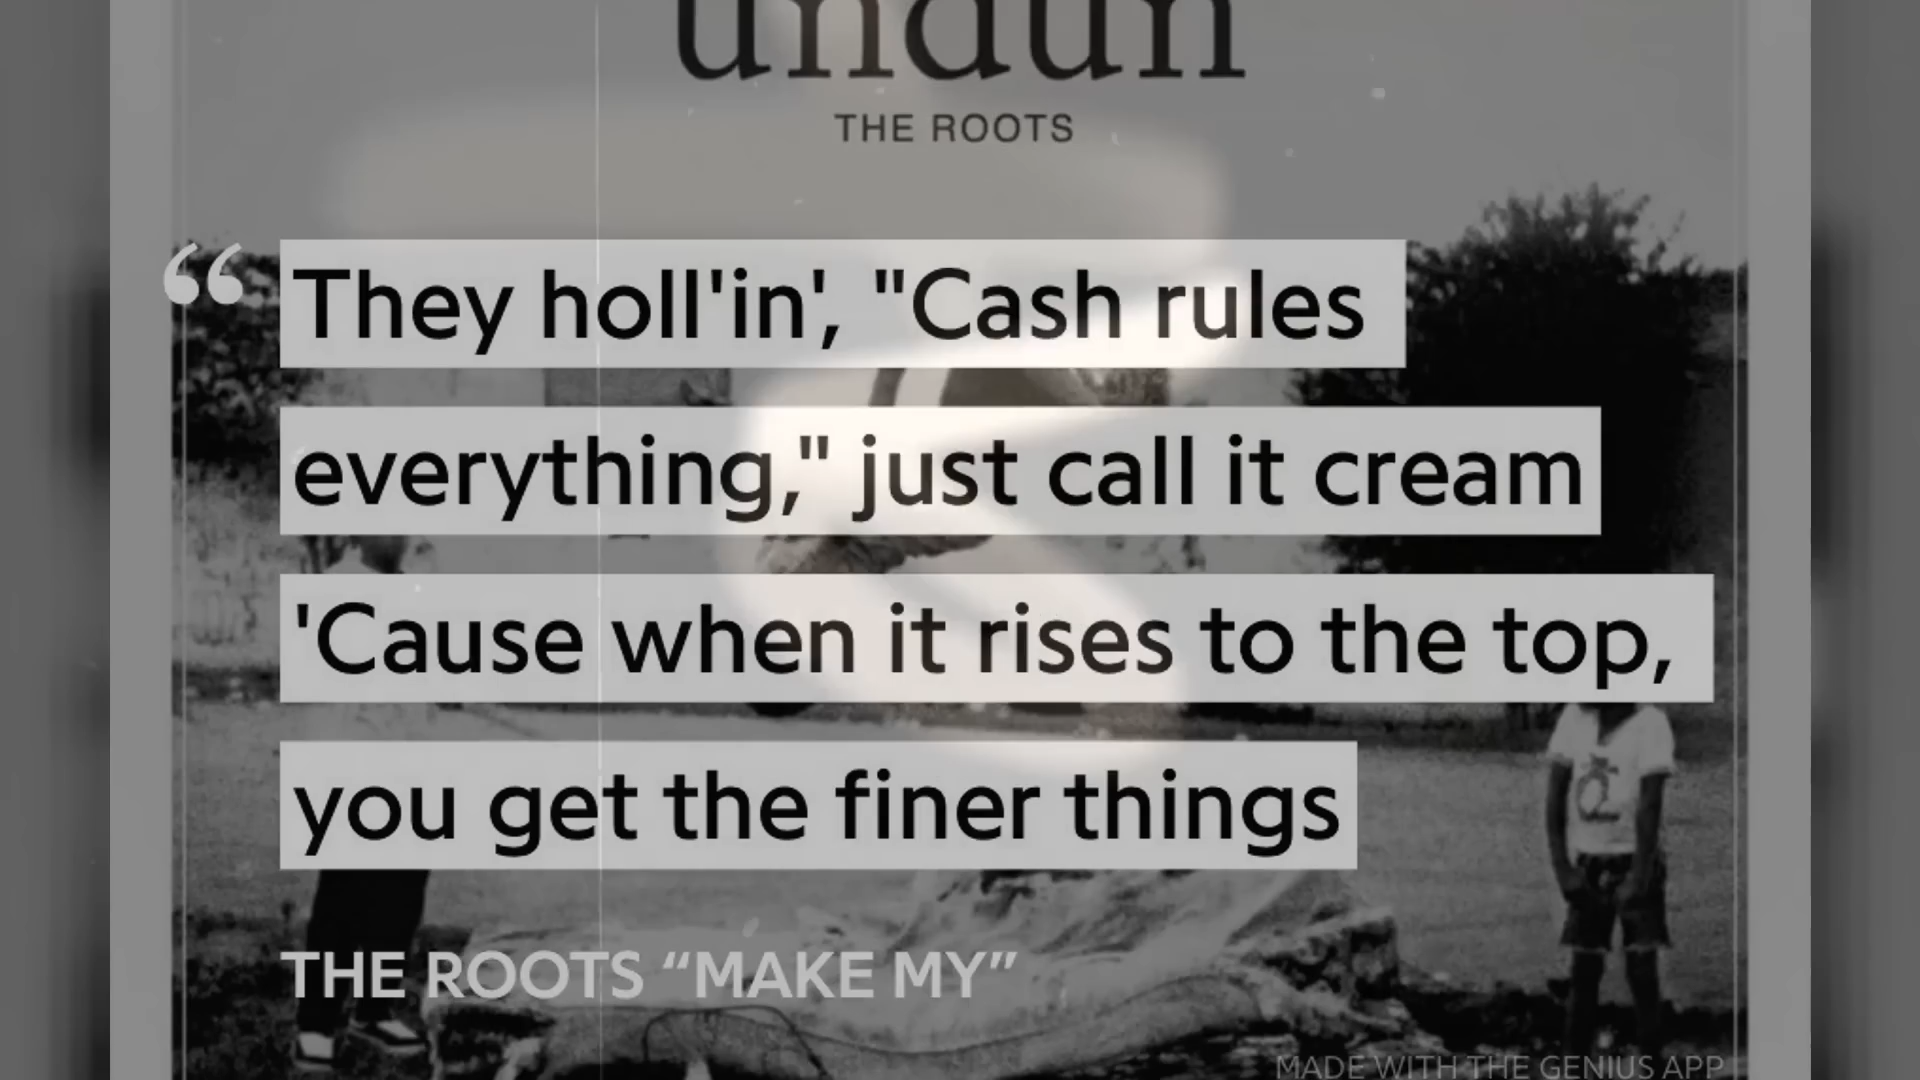 undun
THE ROOTS
“ They holl'in', "Cash rules
everything," just call it cream
'Cause when it rises to the top,
you get the finer things
THE ROOTS “MAKE MY”
MADE WITH THE GENIUS APP